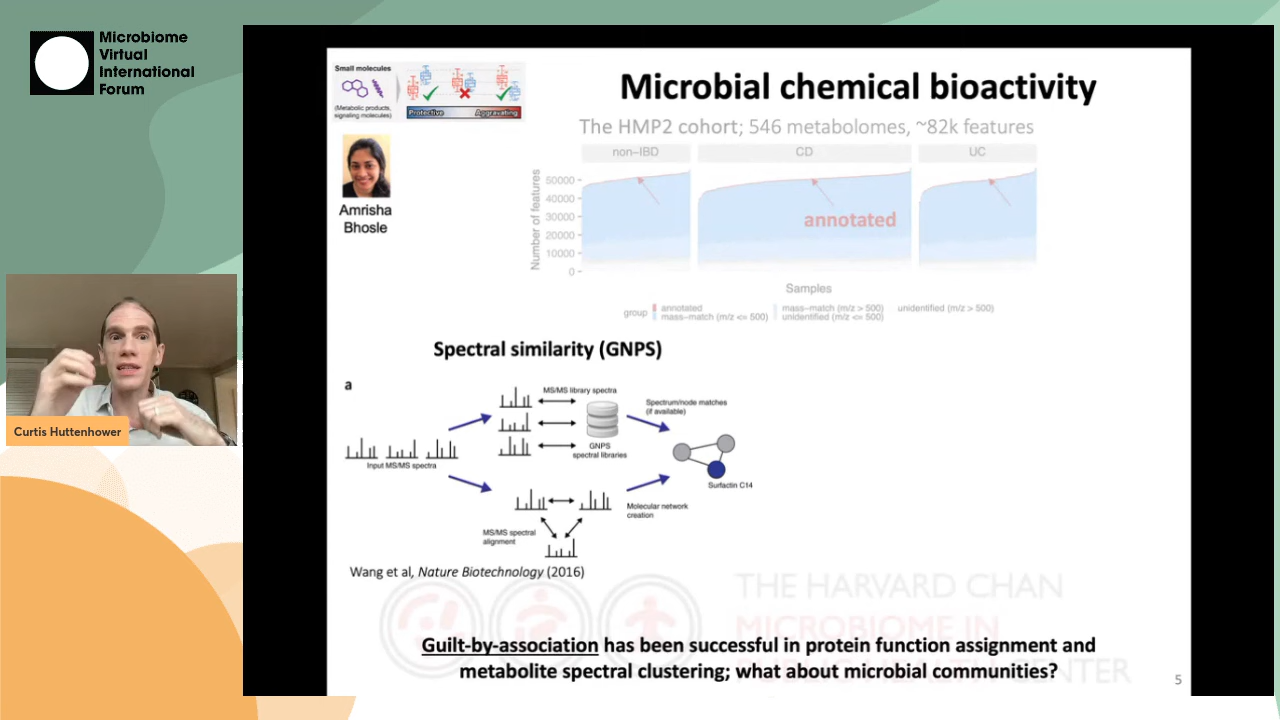 Microbiome
Virtual
International
Forum
Curtis Huttenhower
Small molecules
(Metabolic products,
signaling molecules)
Protective
Aggravating
Amrisha
Bhosle
Microbial chemical bioactivity
The HMP2 cohort; 546 metabolomes, ~82k features
non–IBD
CD
UC
Number of features
50000
40000
30000
20000
10000
0
annotated
Samples
group
annotated
mass–match (m/z <= 500)
mass–match (m/z > 500)
unidentified (m/z <= 500)
unidentified (m/z > 500)
Spectral similarity (GNPS)
a
Input MS/MS spectra
MS/MS library spectra
GNPS
spectral libraries
Spectrum/node matches
(if available)
Surfactin C14
Molecular network
creation
MS/MS spectral
alignment
Wang et al, Nature Biotechnology (2016)
THE HARVARD CHAN
MICROBIOME IN
CENTER
Guilt-by-association has been successful in protein function assignment and
metabolite spectral clustering; what about microbial communities?
5